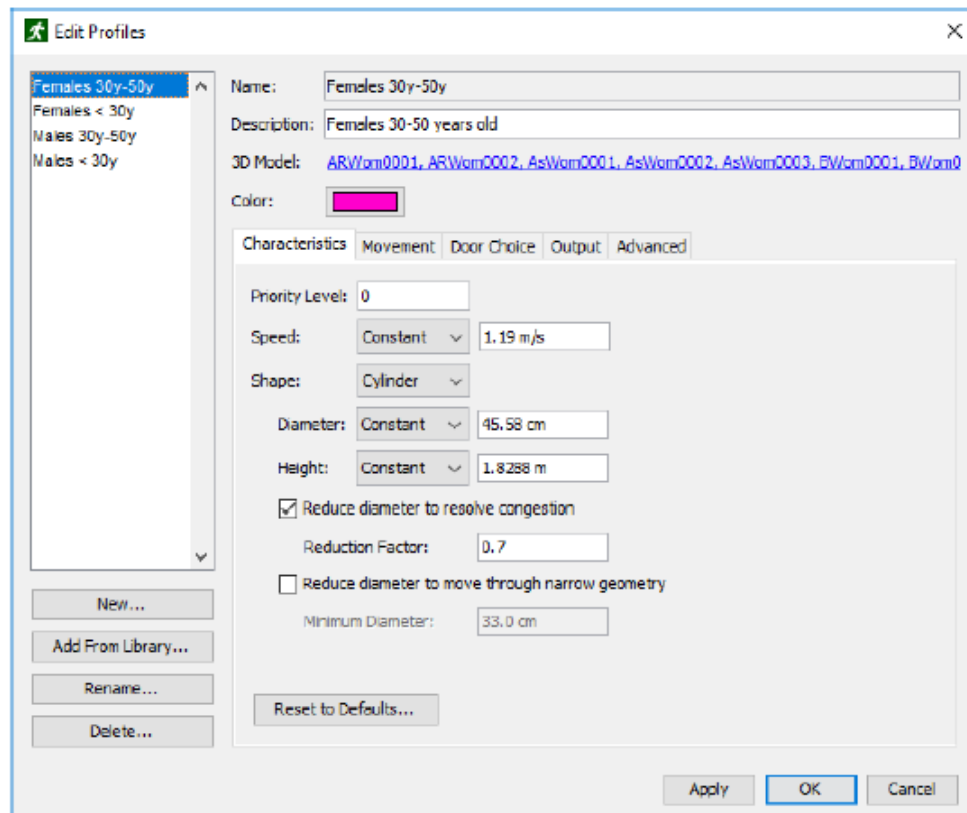 Edit Profiles
Females 30y-50y
Females < 30y
Males 30y-50y
Males < 30y
New...
Add From Library...
Rename...
Delete...
Name: Females 30y-50y
Description: Females 30-50 years old
3D Model: ARWom0001, ARWom0002, AsWom0001, AsWom0002, AsWom0003, BWom0001, BWom0
Color:
Characteristics Movement Door Choice Output Advanced
Priority Level: 0
Speed: Constant 1.19 m/s
Shape: Cylinder
Diameter: Constant 45.58 cm
Height: Constant 1.8288 m
Reduce diameter to resolve congestion
Reduction Factor: 0.7
Reduce diameter to move through narrow geometry
Minimum Diameter: 33.0 cm
Reset to Defaults...
Apply OK Cancel